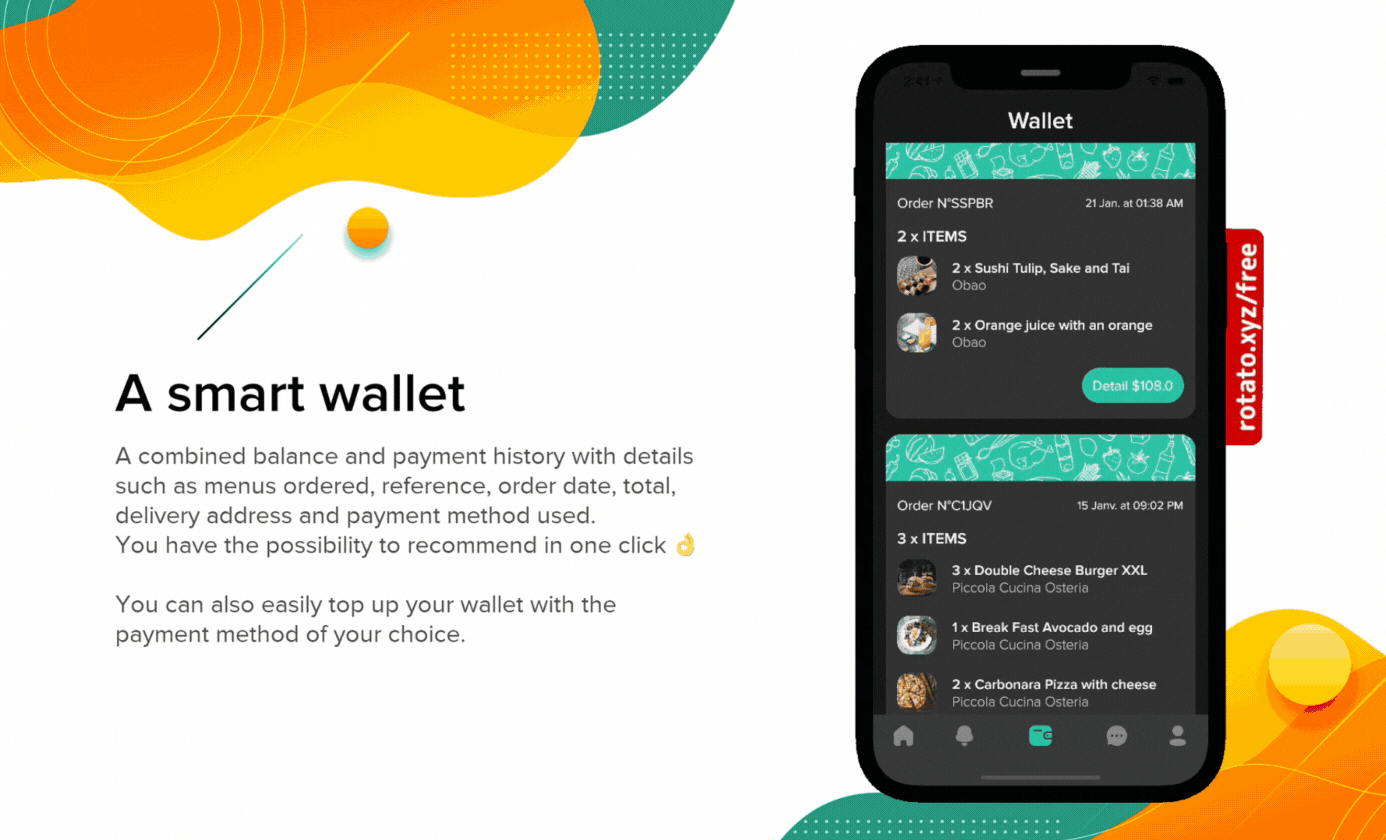 A smart wallet
A combined balance and payment history with details
such as menus ordered, reference, order date, total,
delivery address and payment method used.
You have the possibility to recommend in one click 👌
You can also easily top up your wallet with the
payment method of your choice.
2:41
Wallet
Order N°SSPBR
21 Jan. at 01:38 AM
2 x ITEMS
2 x Sushi Tulip, Sake and Tai
Obao
2 x Orange juice with an orange
Obao
Detail $108.0
Order N°C1JQV
15 Janv. at 09:02 PM
3 x ITEMS
3 x Double Cheese Burger XXL
Piccola Cucina Osteria
1 x Break Fast Avocado and egg
Piccola Cucina Osteria
2 x Carbonara Pizza with cheese
Piccola Cucina Osteria
rotato.xyz/free